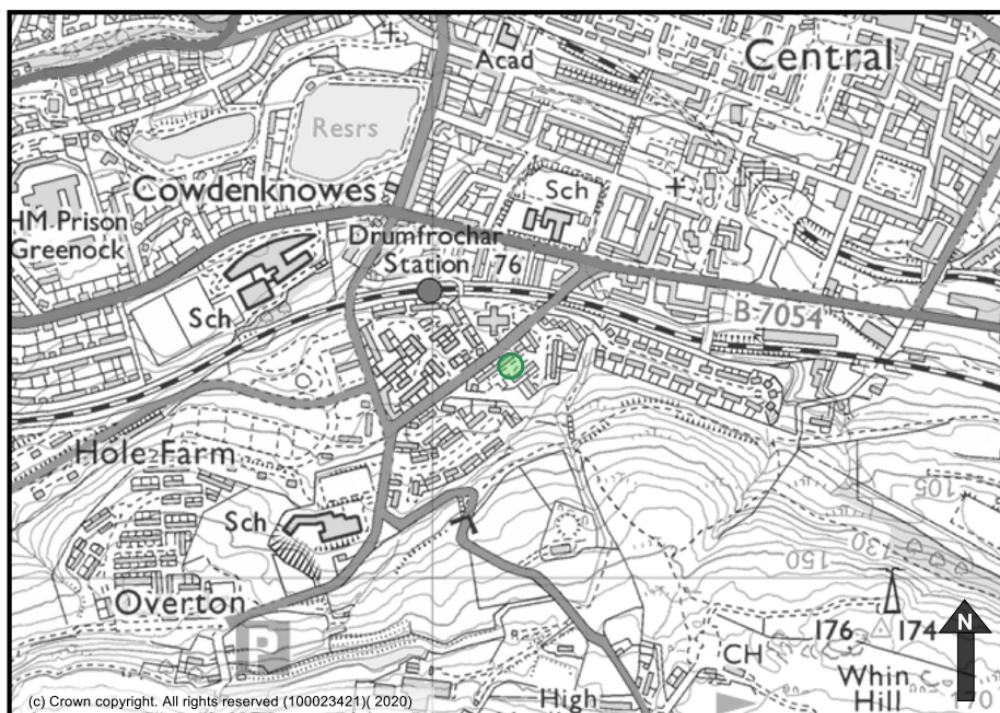 Acad
Central
Resrs
Cowdenknowes
Sch
HM Prison
Greenock
Drumfrochar
Station
76
Sch
B 7054
Hole Farm
105
Sch
130
150
Overton
P
N
176
174
CH
Whin
Hill
170
High
(c) Crown copyright. All rights reserved (100023421)( 2020)